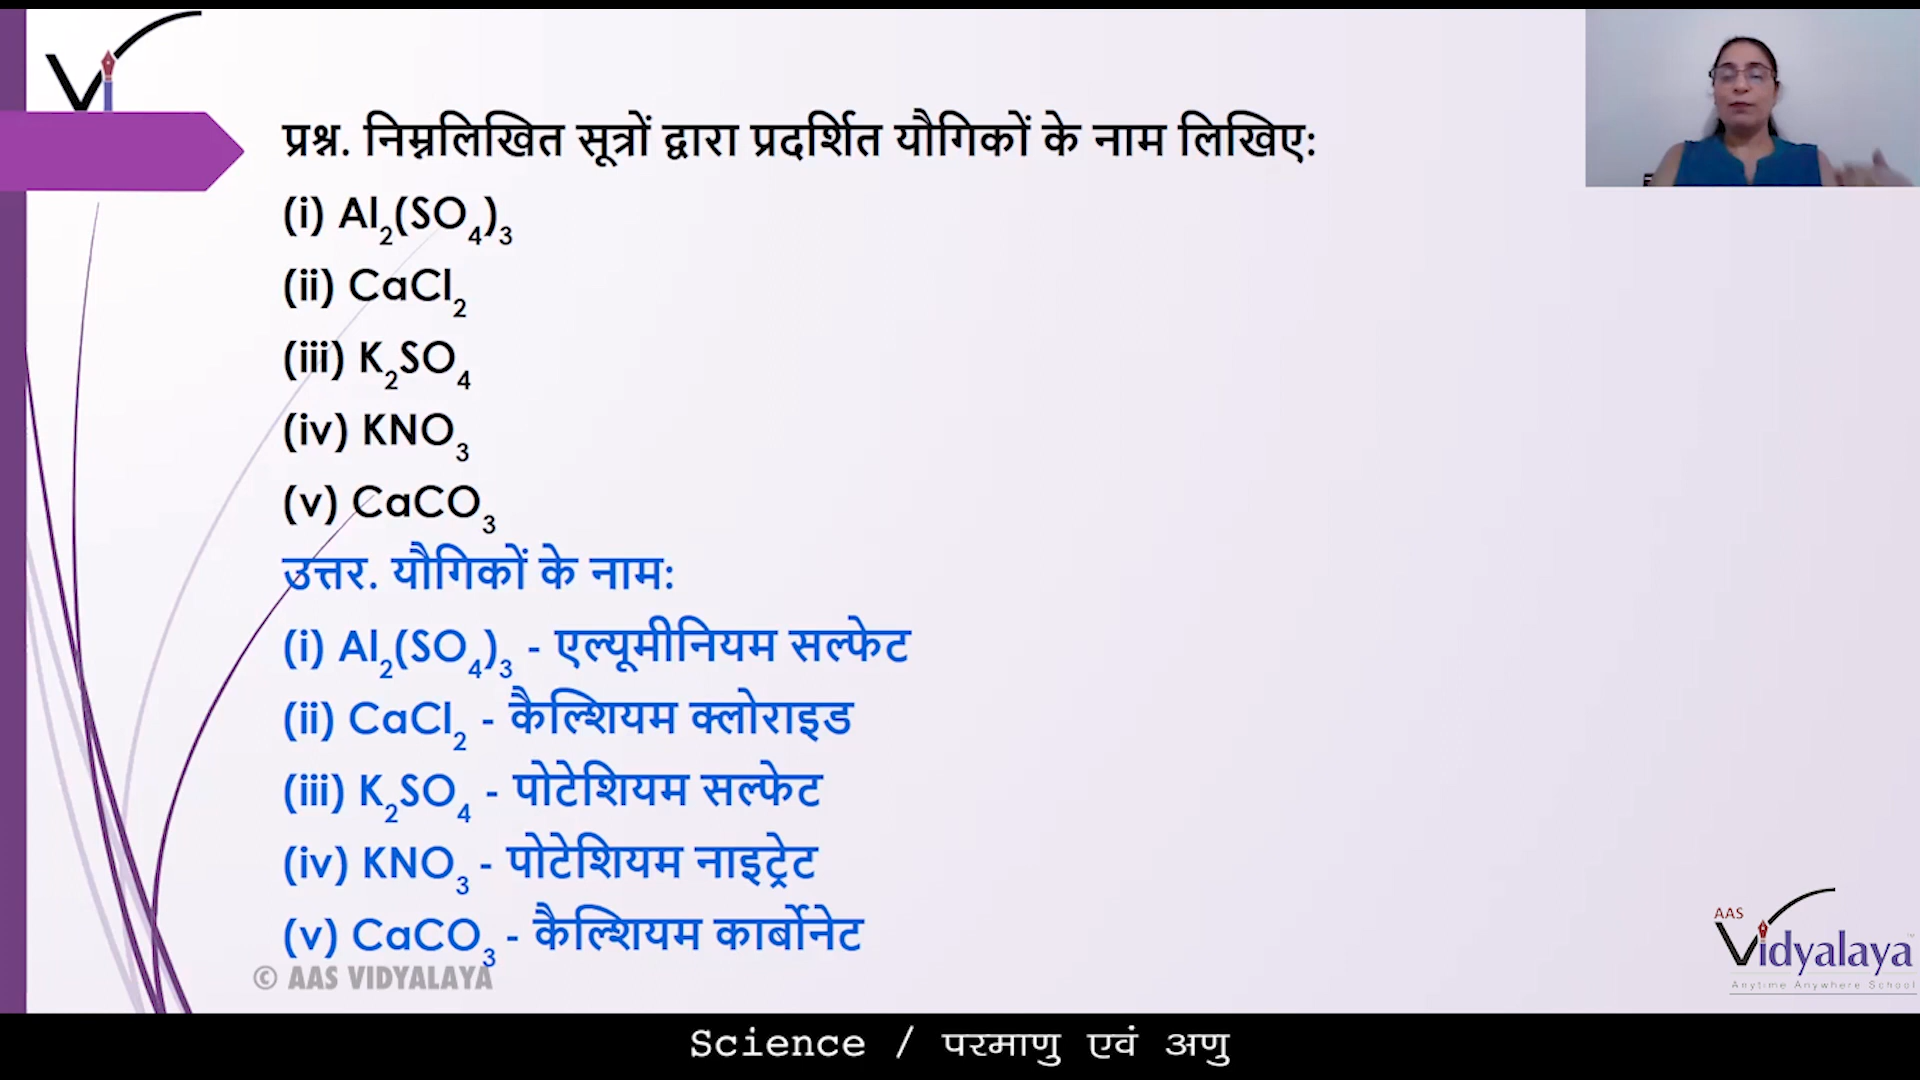 प्रश्न. निम्नलिखित सूत्रों द्वारा प्रदर्शित यौगिकों के नाम लिखिए:
(i) Al₂(SO₄)₃
(ii) CaCl₂
(iii) K₂SO₄
(iv) KNO₃
(v) CaCO₃
उत्तर. यौगिकों के नाम:
(i) Al₂(SO₄)₃ - एल्यूमीनियम सल्फेट
(ii) CaCl₂ - कैल्शियम क्लोराइड
(iii) K₂SO₄ - पोटेशियम सल्फेट
(iv) KNO₃ - पोटेशियम नाइट्रेट
(v) CaCO₃ - कैल्शियम कार्बोनेट
© AAS VIDYALAYA
AAS
Vidyalaya
Anytime Anywhere School
Science / परमाणु एवं अणु